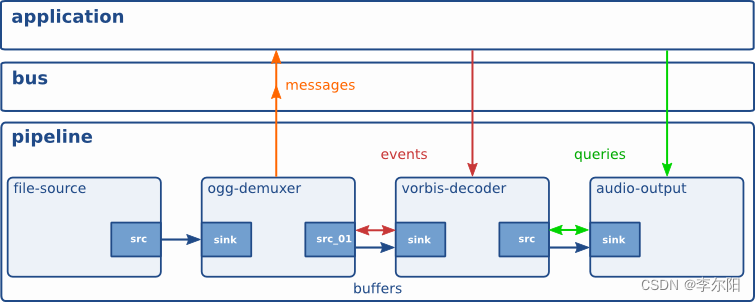 application
bus
messages
pipeline
events
queries
file-source
ogg-demuxer
vorbis-decoder
audio-output
src
sink
src_01
sink
src
sink
buffers
CSDN @李尔阳